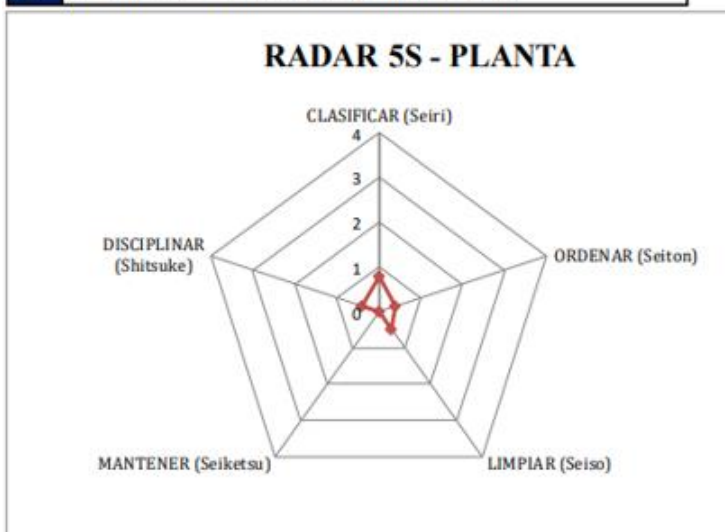 RADAR 5S - PLANTA
CLASIFICAR (Seiri)
4
3
2
1
0
DISCIPLINAR
(Shitsuke)
ORDENAR (Seiton)
MANTENER (Seiketsu)
LIMPIAR (Seiso)